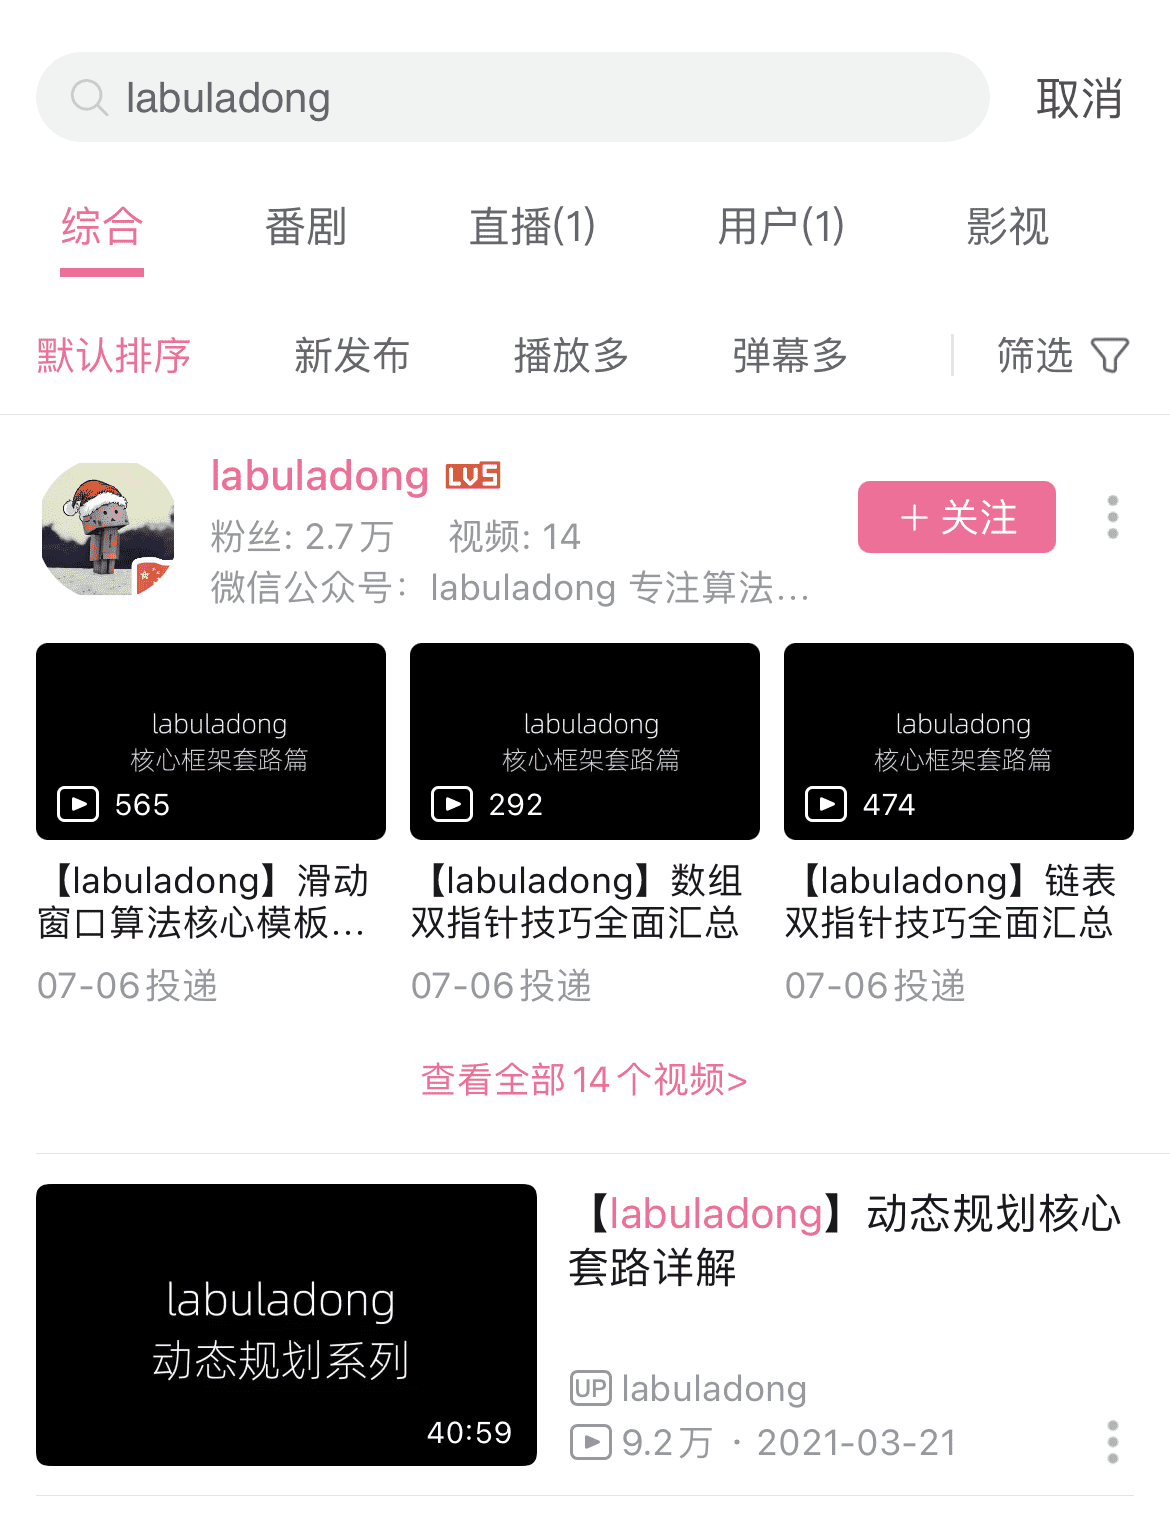 labuladong 取消
综合 番剧 直播(1) 用户(1) 影视
默认排序 新发布 播放多 弹幕多 筛选
labuladong LV5
粉丝: 2.7万 视频: 14
+ 关注
微信公众号：labuladong 专注算法...
labuladong
核心框架套路篇
565
labuladong
核心框架套路篇
292
labuladong
核心框架套路篇
474
【labuladong】滑动
窗口算法核心模板...
07-06投递
【labuladong】数组
双指针技巧全面汇总
07-06投递
【labuladong】链表
双指针技巧全面汇总
07-06投递
查看全部14个视频>
labuladong
动态规划系列
40:59
【labuladong】动态规划核心
套路详解
UP labuladong
9.2万 · 2021-03-21